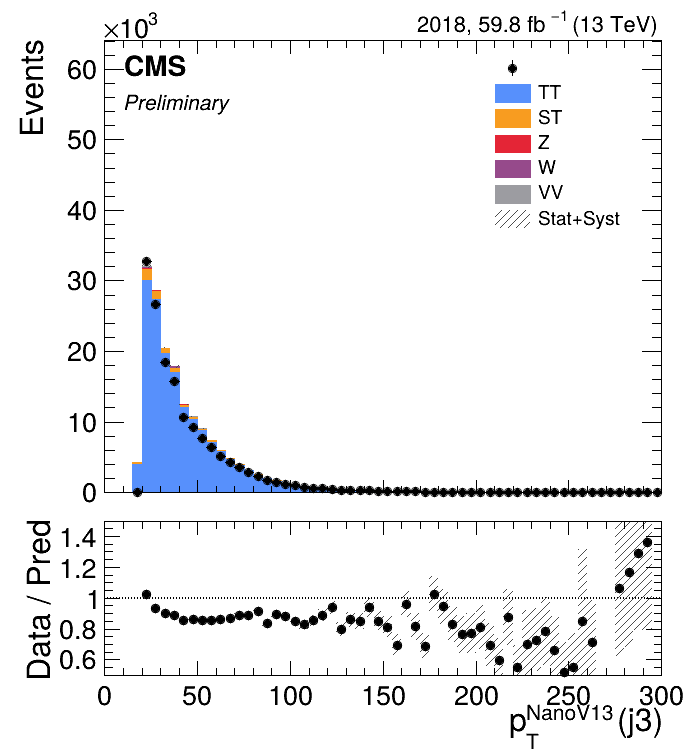 ×10³
2018, 59.8 fb⁻¹ (13 TeV)
Events
CMS
Preliminary
TT
ST
Z
W
VV
Stat+Syst
60
50
40
30
20
10
0
Data / Pred
1.4
1.2
1
0.8
0.6
0 50 100 150 200 250 300
p_T^NanoV13 (j3)